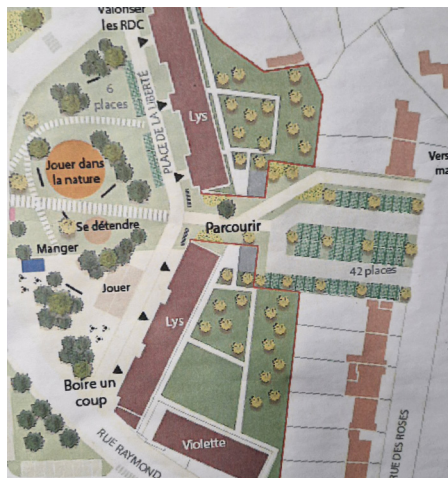 Valoriser
les RDC
6
places
PLACE DE LA LIBERTÉ
Lys
Jouer dans
la nature
Parcourir
Se détendre
Manger
42 places
Jouer
Lys
Boire un
coup
Violette
RUE RAYMOND
RUE DES ROSES
Vers